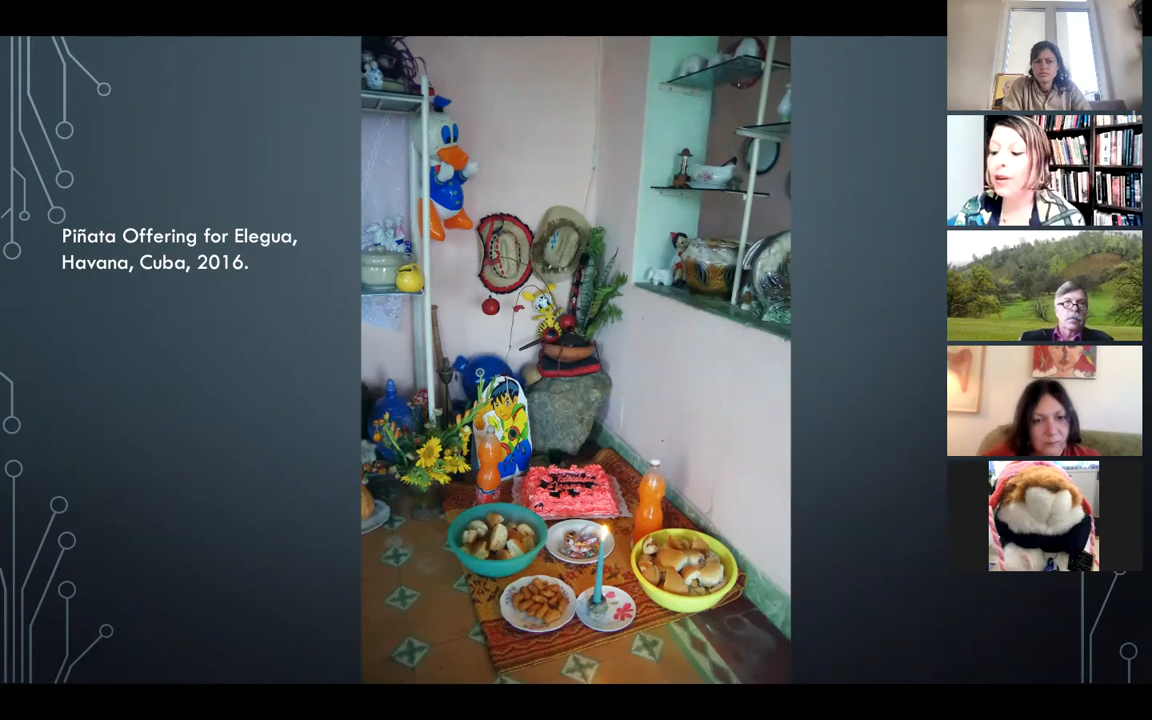 Piñata Offering for Elegua,
Havana, Cuba, 2016.